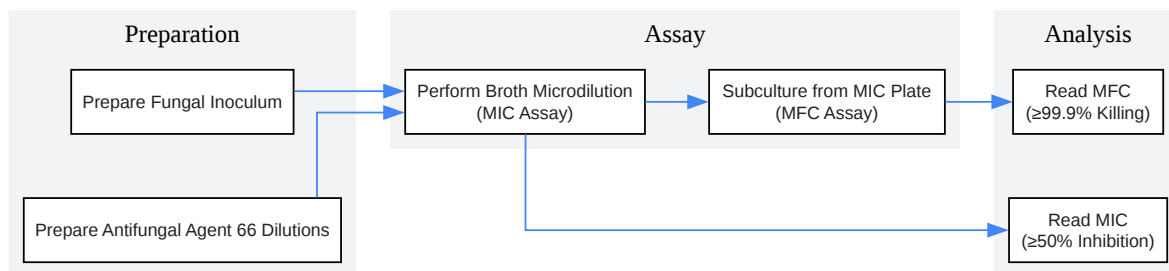 Preparation
Assay
Analysis
Prepare Fungal Inoculum
Perform Broth Microdilution
(MIC Assay)
Subculture from MIC Plate
(MFC Assay)
Read MFC
(≥99.9% Killing)
Prepare Antifungal Agent 66 Dilutions
Read MIC
(≥50% Inhibition)